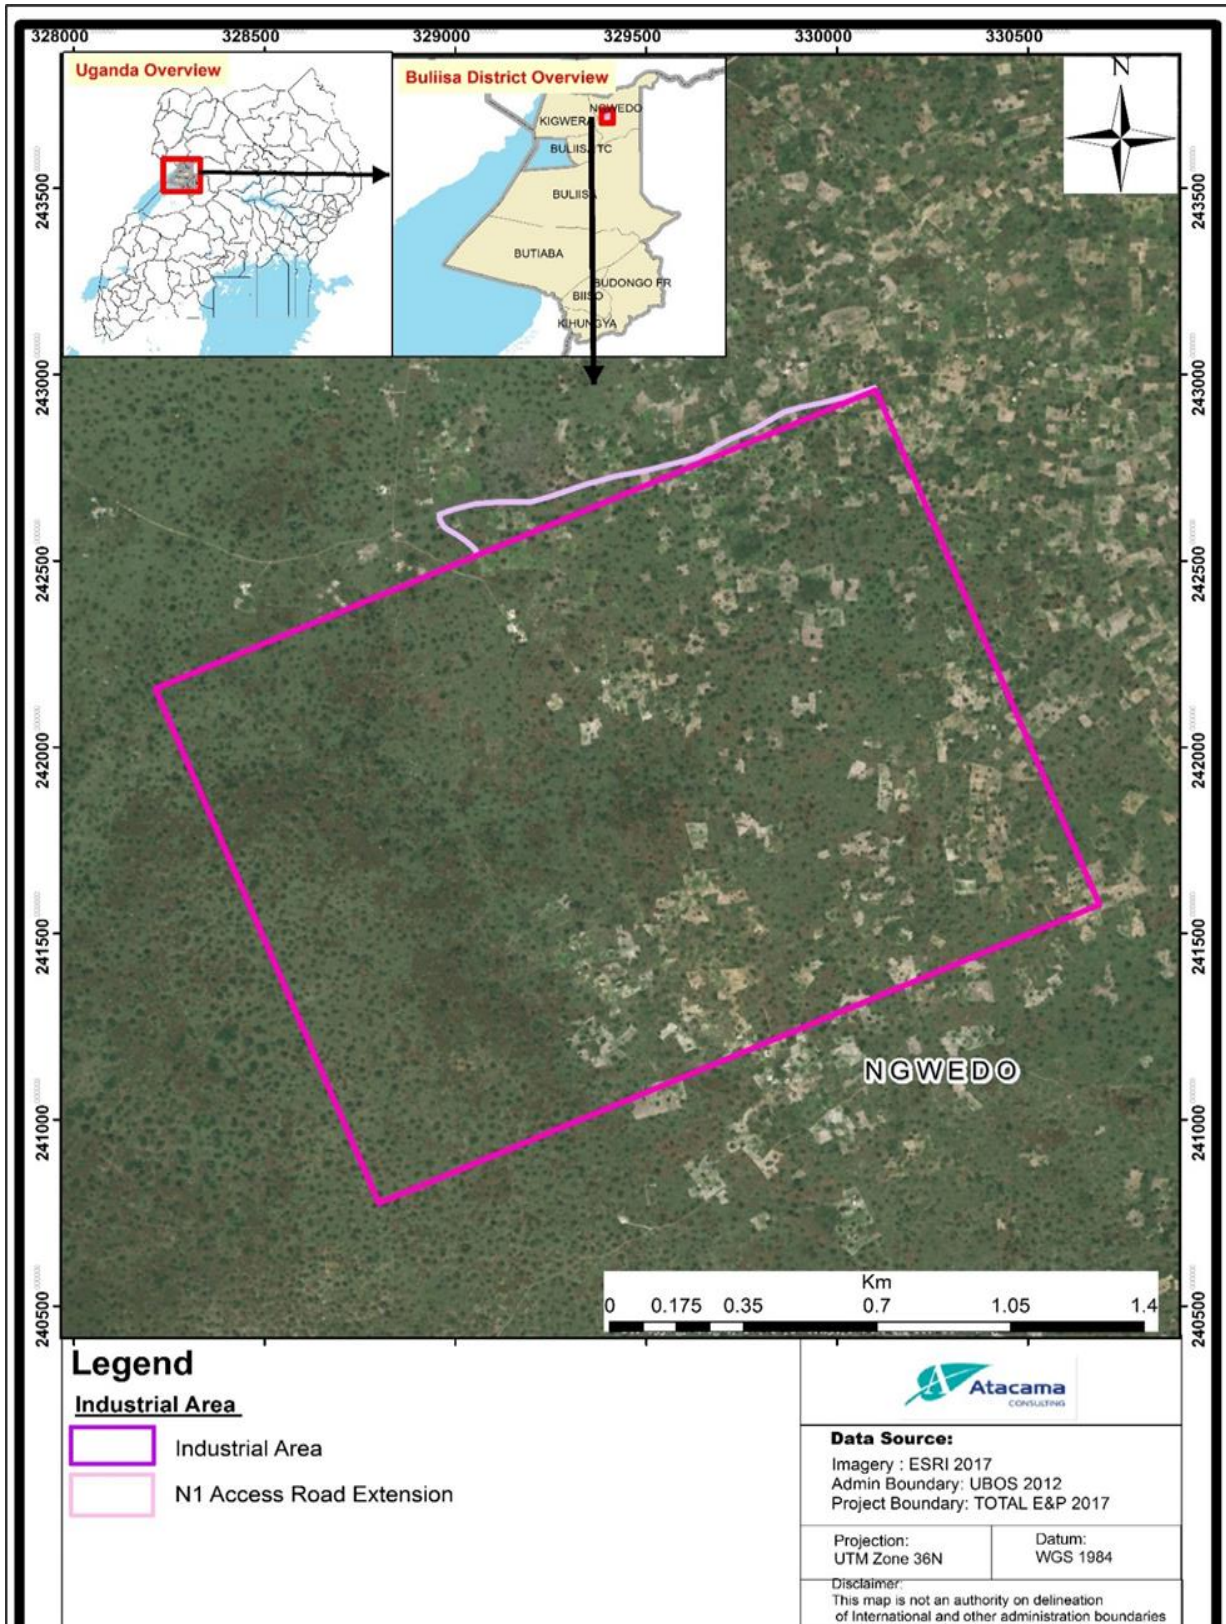 328000 328500 329000 329500 330000 330500
Uganda Overview
Buliisa District Overview
N
NGWEDO
KIGWERA
BULIISA TC
BULIISA
BUTIABA
BUDONGO FR
BIISO
KIHUNGYA
243500
243000
242500
242000
241500
241000
240500
243500
243000
242500
242000
241500
241000
240500
NGWEDO
Km
0 0.175 0.35 0.7 1.05 1.4
Legend
Industrial Area
Industrial Area
N1 Access Road Extension
Atacama
CONSULTING
Data Source:
Imagery : ESRI 2017
Admin Boundary: UBOS 2012
Project Boundary: TOTAL E&P 2017
Projection:
UTM Zone 36N
Datum:
WGS 1984
Disclaimer:
This map is not an authority on delineation
of International and other administration boundaries